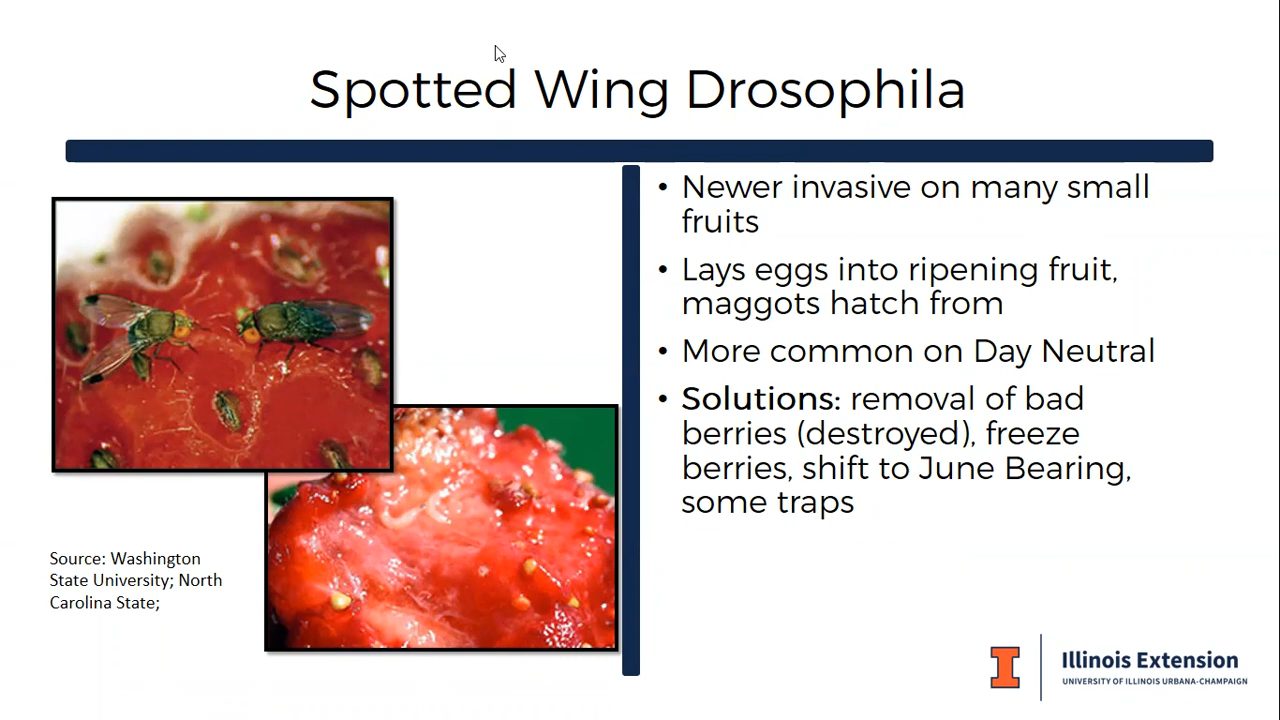 Spotted Wing Drosophila
• Newer invasive on many small
fruits
• Lays eggs into ripening fruit,
maggots hatch from
• More common on Day Neutral
• Solutions: removal of bad
berries (destroyed), freeze
berries, shift to June Bearing,
some traps
Source: Washington
State University; North
Carolina State;
I
Illinois Extension
UNIVERSITY OF ILLINOIS URBANA-CHAMPAIGN